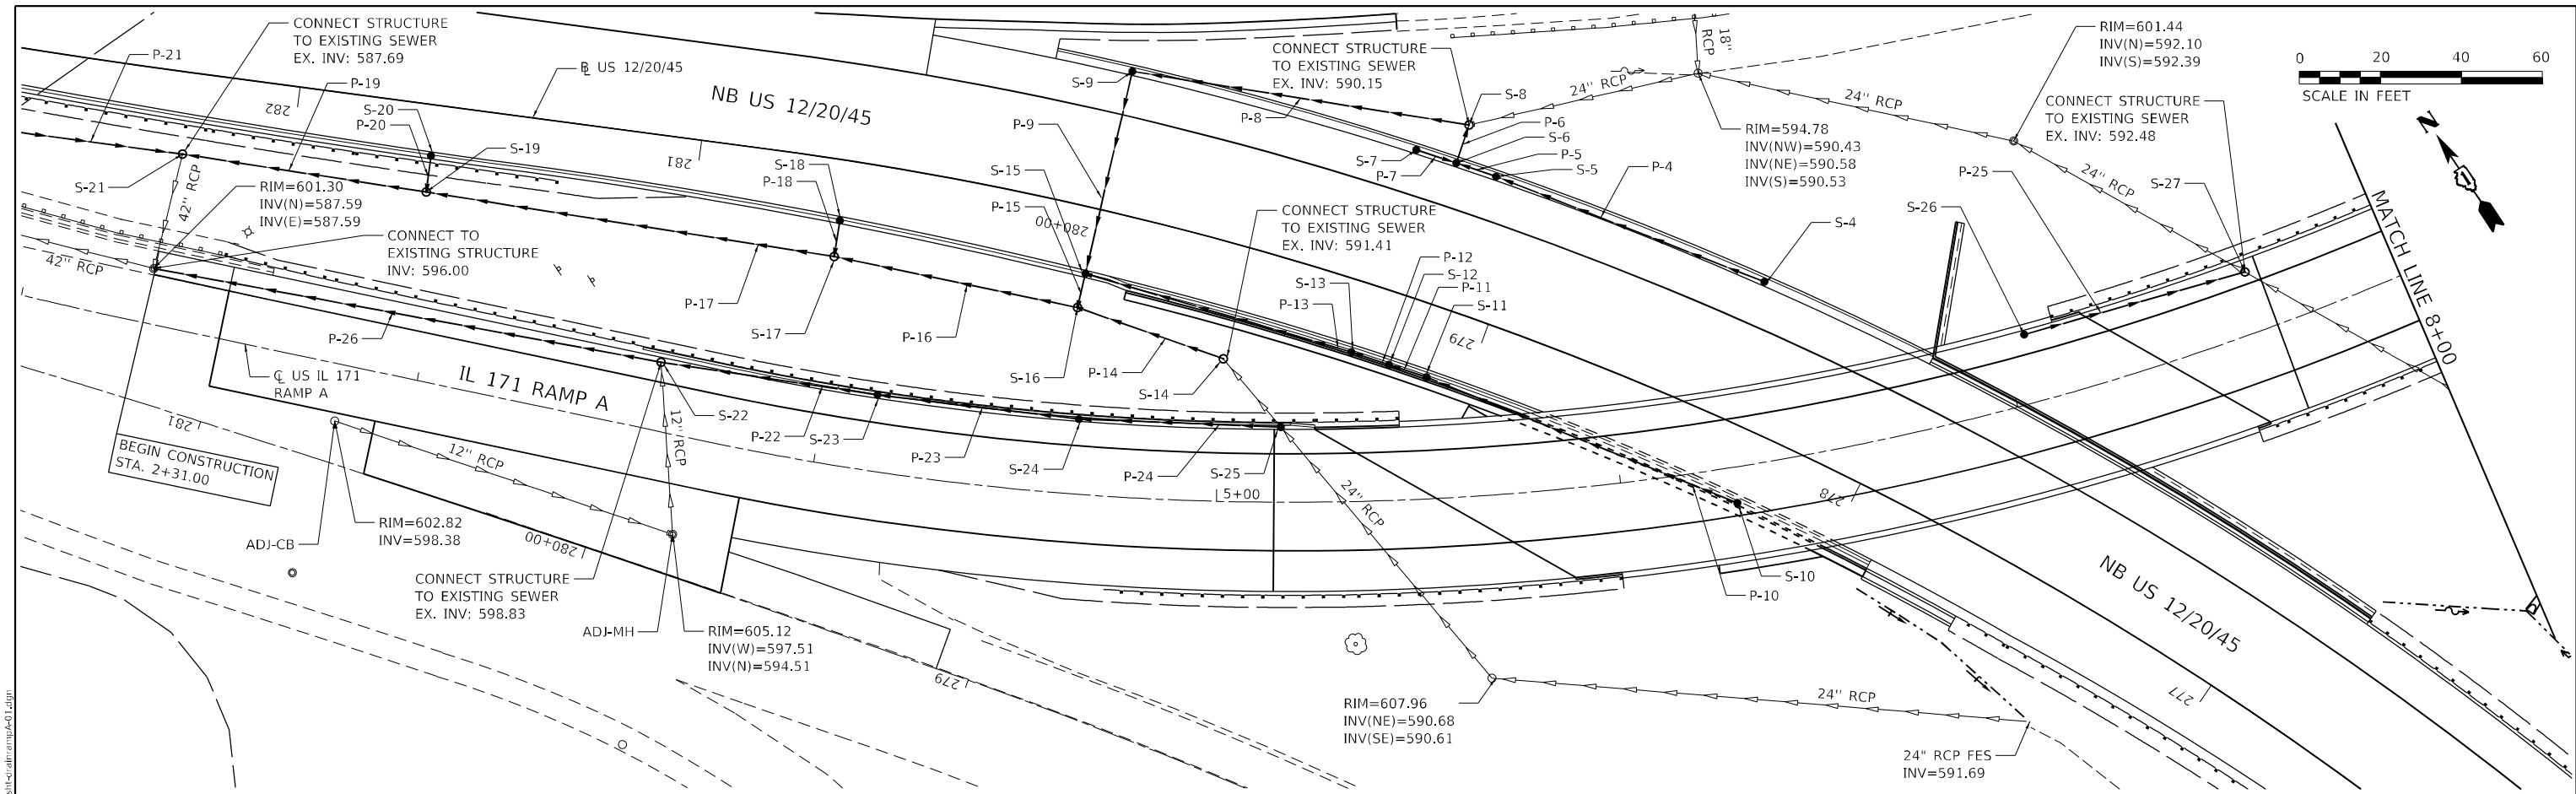 CONNECT STRUCTURE
TO EXISTING SEWER
EX. INV: 587.69
P-21
P-19
S-20
P-20
282
℄ US 12/20/45
NB US 12/20/45
S-9
CONNECT STRUCTURE
TO EXISTING SEWER
EX. INV: 590.15
P-8
24'' RCP
18''
RCP
S-8
P-6
S-6
P-5
S-5
S-7
P-7
P-4
RIM=594.78
INV(NW)=590.43
INV(NE)=590.58
INV(S)=590.53
24'' RCP
RIM=601.44
INV(N)=592.10
INV(S)=592.39
CONNECT STRUCTURE
TO EXISTING SEWER
EX. INV: 592.48
0 20 40 60
SCALE IN FEET
N
24'' RCP
P-25
S-27
S-26
MATCH LINE 8+00
S-4
S-21
42'' RCP
S-19
281
S-18
P-18
S-15
P-9
P-15
280+00
RIM=601.30
INV(N)=587.59
INV(E)=587.59
CONNECT TO
EXISTING STRUCTURE
INV: 596.00
42'' RCP
CONNECT STRUCTURE
TO EXISTING SEWER
EX. INV: 591.41
P-12
S-12
P-11
S-11
S-13
P-13
279
P-17
S-17
P-16
P-14
S-16
S-14
P-26
℄ US IL 171
RAMP A
IL 171 RAMP A
281
BEGIN CONSTRUCTION
STA. 2+31.00
12'' RCP
12'' RCP
S-22
P-22
S-23
P-23
S-24
P-24
S-25
5+00
24'' RCP
278
ADJ-CB
RIM=602.82
INV=598.38
280+00
CONNECT STRUCTURE
TO EXISTING SEWER
EX. INV: 598.83
ADJ-MH
RIM=605.12
INV(W)=597.51
INV(N)=594.51
279
S-10
P-10
NB US 12/20/45
277
RIM=607.96
INV(NE)=590.68
INV(SE)=590.61
24'' RCP
24" RCP FES
INV=591.69
sht-drainrampA-01.dgn